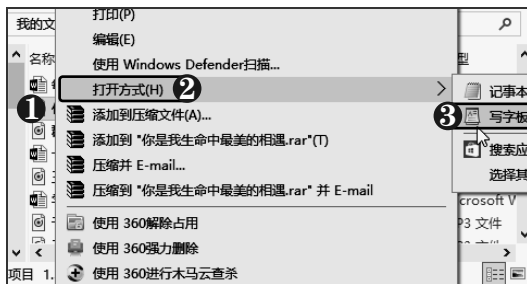 我的文
打印(P)
编辑(E)
使用 Windows Defender扫描...
打开方式(H) ❷
添加到压缩文件(A)...
添加到 "你是我生命中最美的相遇.rar"(T)
压缩并 E-mail...
压缩到 "你是我生命中最美的相遇.rar" 并 E-mail
使用 360解除占用
使用 360强力删除
使用 360进行木马云查杀
名称
❶
项目 1.
型
记事本
❸ 写字板
搜索应
选择其
crosoft V
P3 文件